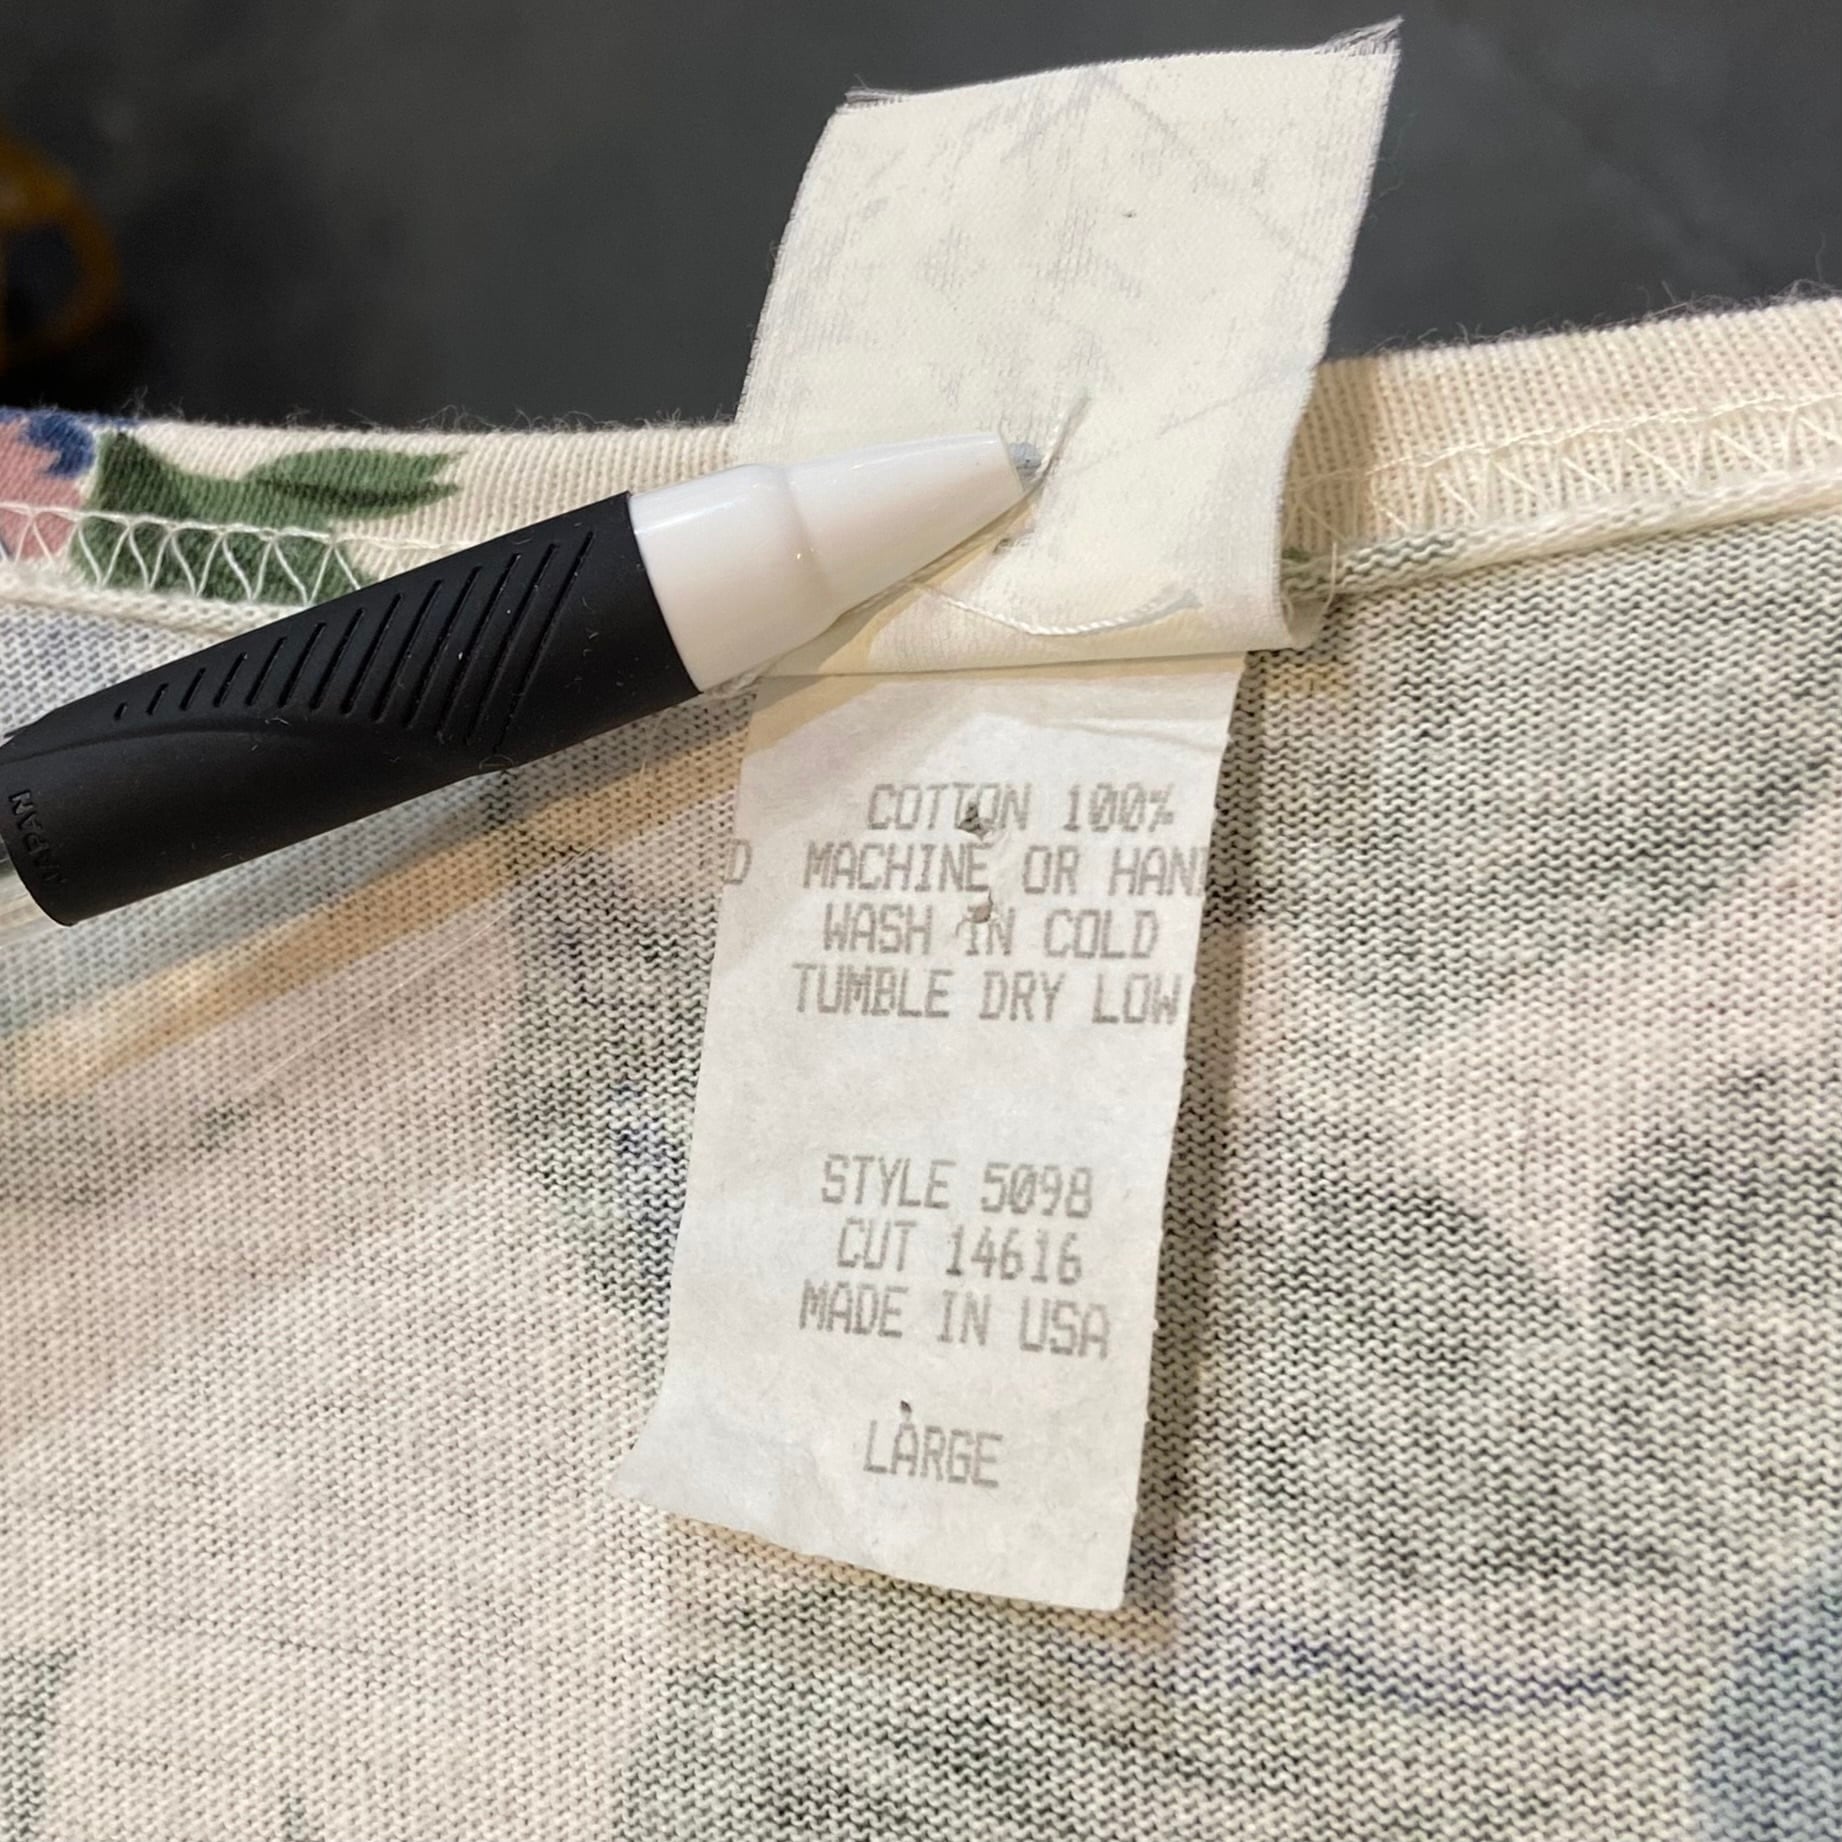 COTTON 100%
D MACHINE OR HAN
WASH IN COLD
TUMBLE DRY LOW
STYLE 5098
CUT 14616
MADE IN USA
LARGE
JAPAN